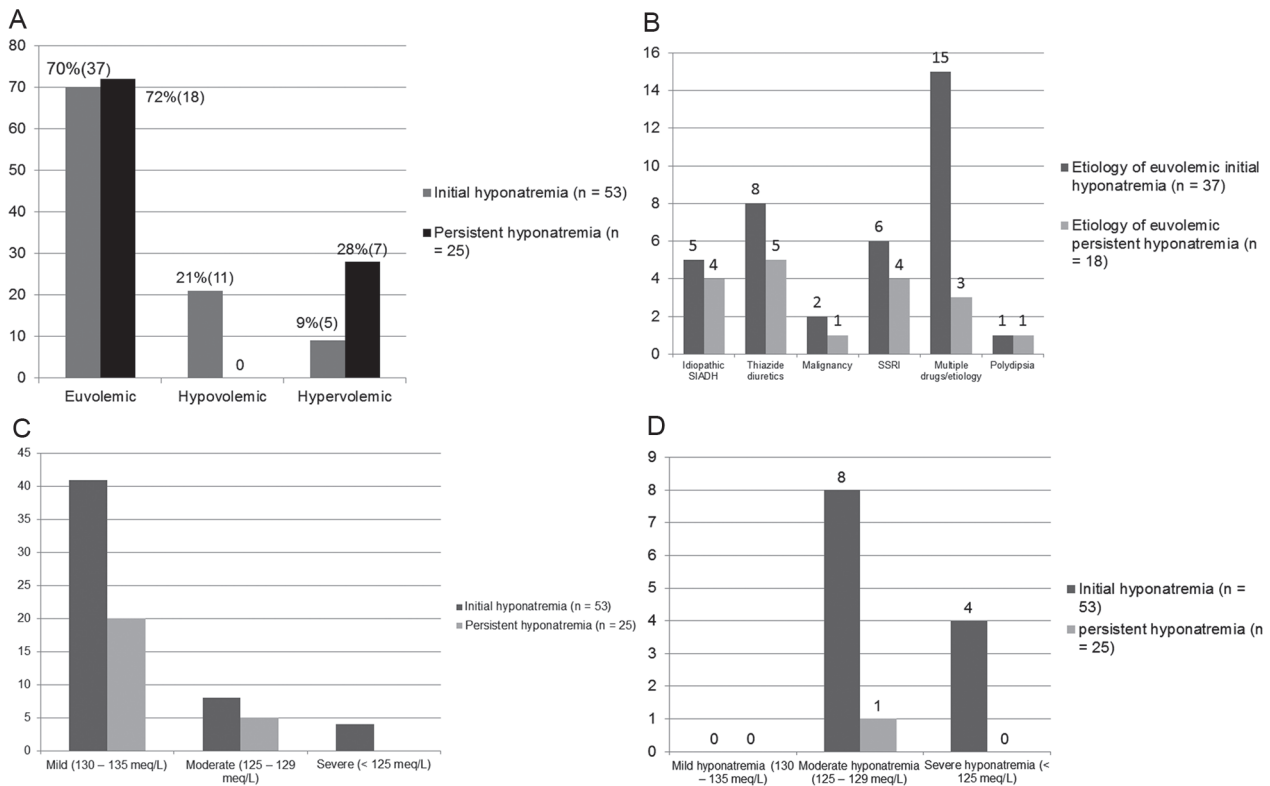 A
80
70
60
50
40
30
20
10
0
70%(37)
72%(18)
21%(11)
0
9%(5)
28%(7)
Euvolemic
Hypovolemic
Hypervolemic
Initial hyponatremia (n = 53)
Persistent hyponatremia (n
= 25)
B
16
14
12
10
8
6
4
2
0
5
4
8
5
2
1
6
4
15
3
1
1
Idiopathic
SIADH
Thiazide
diuretics
Malignancy
SSRI
Multiple
drugs/etiology
Polydipsia
Etiology of euvolemic initial
hyponatremia (n = 37)
Etiology of euvolemic
persistent hyponatremia (n
= 18)
C
45
40
35
30
25
20
15
10
5
0
Mild (130 – 135 meq/L)
Moderate (125 – 129
meq/L)
Severe (< 125 meq/L)
Initial hyponatremia (n = 53)
Persistent hyponatremia (n = 25)
D
9
8
7
6
5
4
3
2
1
0
0
0
8
1
4
0
Mild hyponatremia (130
– 135 meq/L)
Moderate hyponatremia
(125 – 129 meq/L)
Severe hyponatremia (<
125 meq/L)
Initial hyponatremia (n =
53)
persistent hyponatremia (n
= 25)